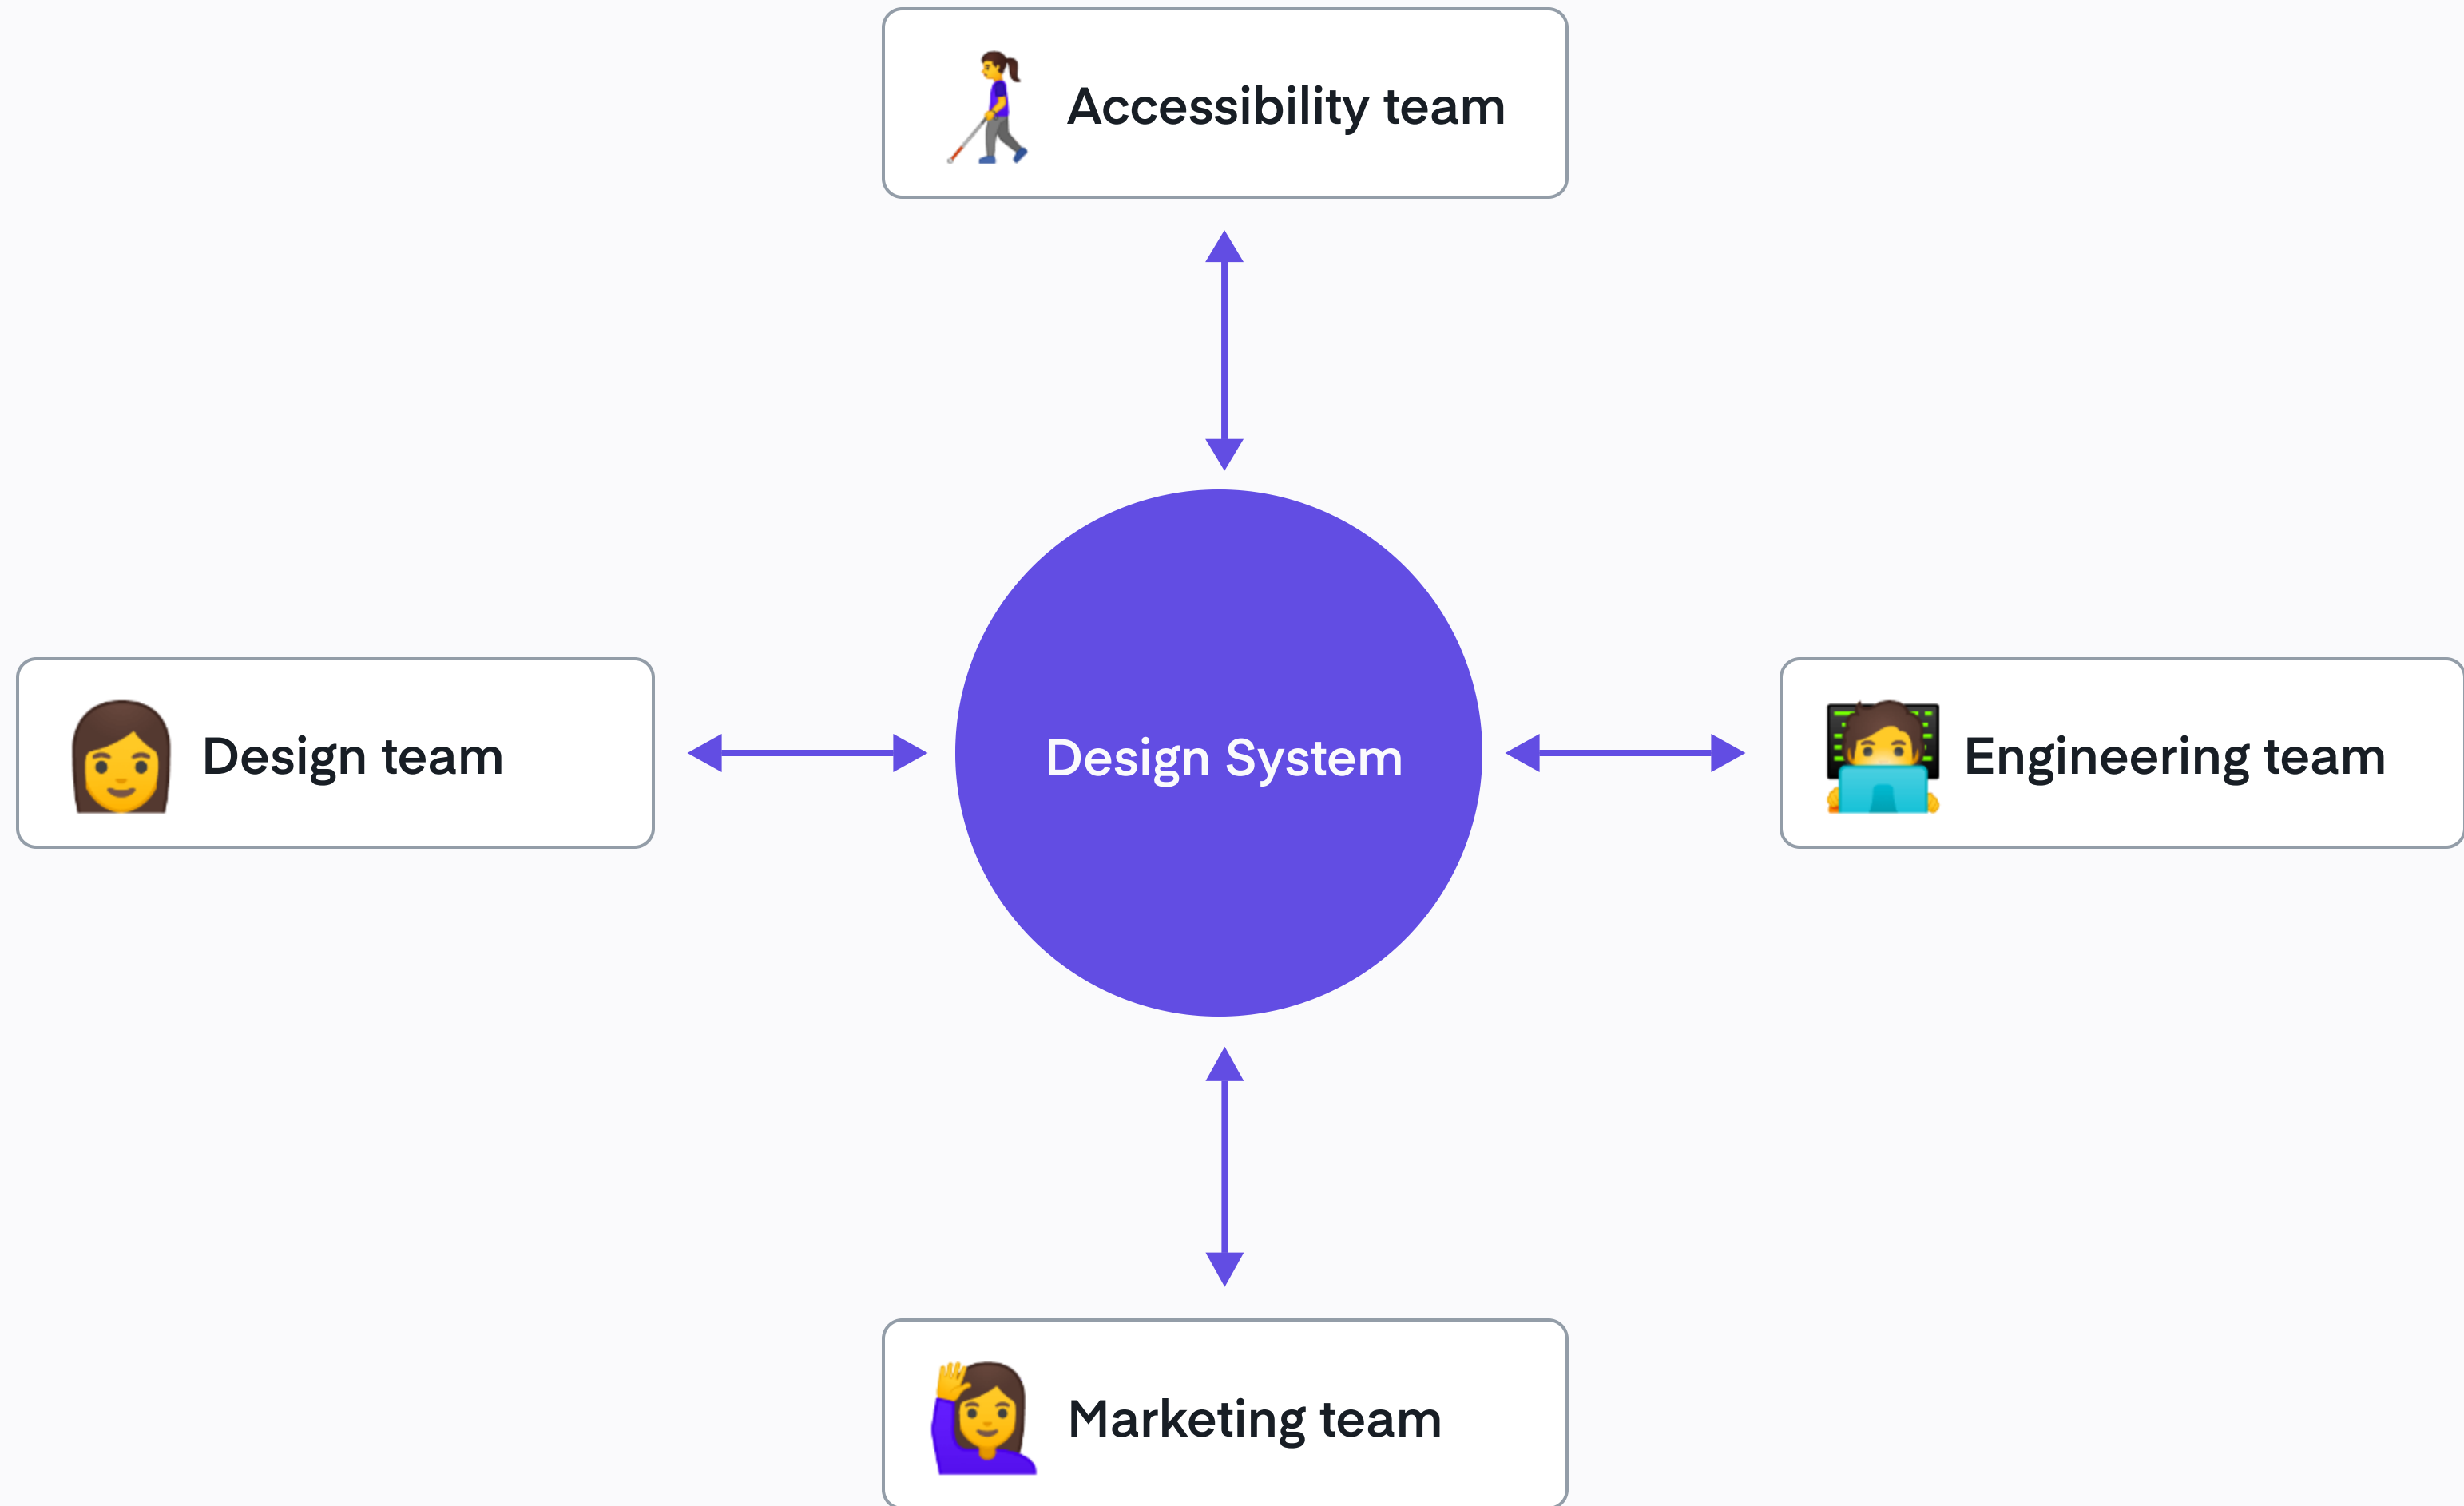 Accessibility team
Design team
Design System
Engineering team
Marketing team